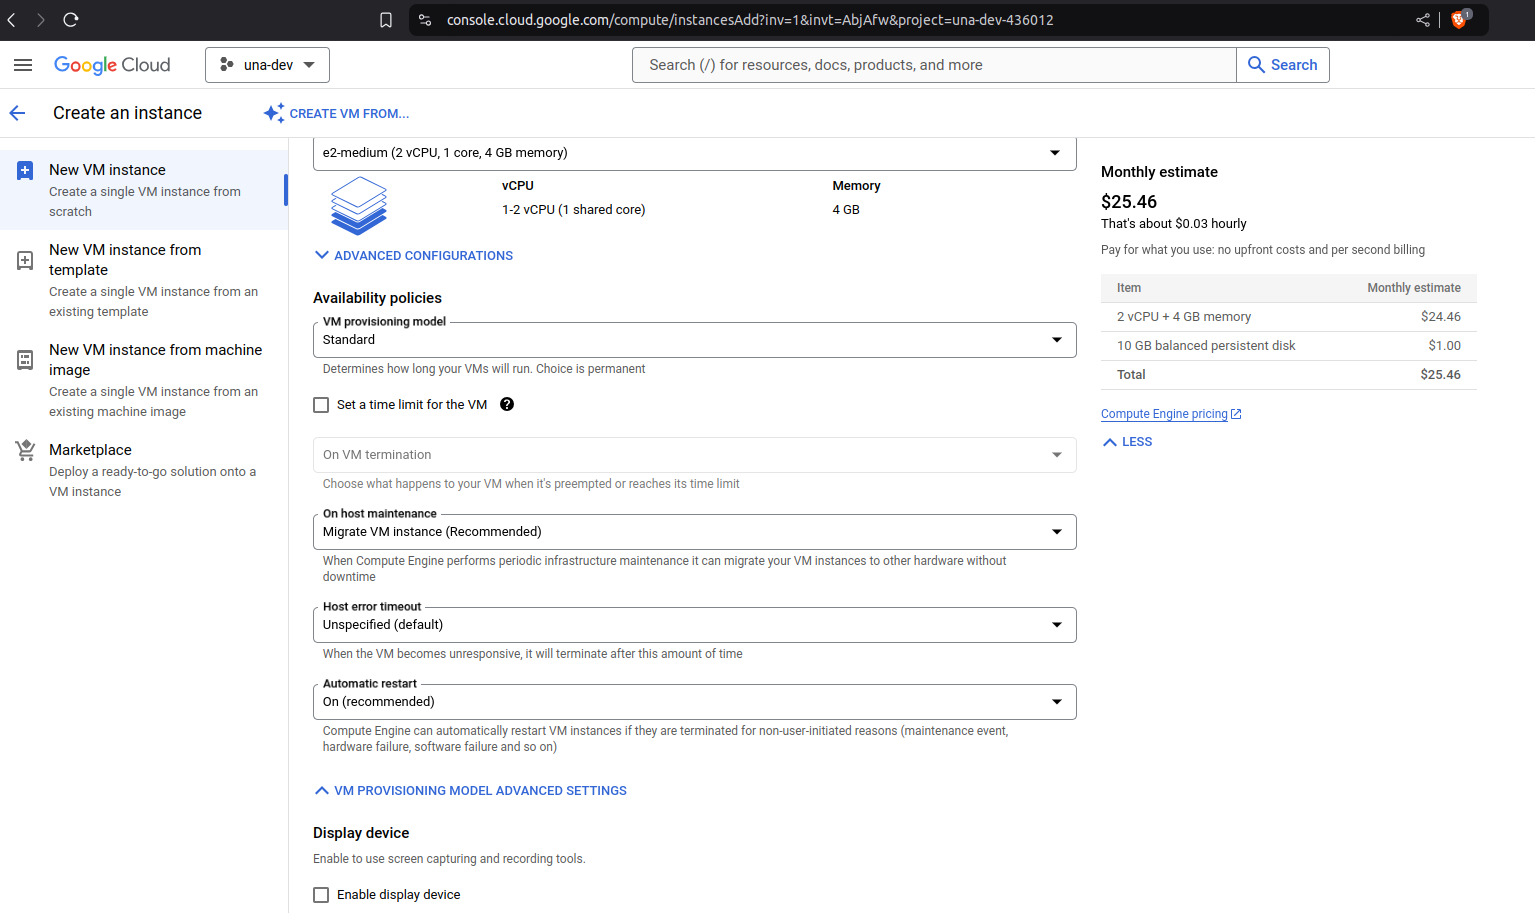 console.cloud.google.com/compute/instancesAdd?inv=1&invt=AbjAfw&project=una-dev-436012
1
Google Cloud
una-dev
Search (/) for resources, docs, products, and more
Search
Create an instance
CREATE VM FROM...
New VM instance
Create a single VM instance from
scratch
New VM instance from
template
Create a single VM instance from an
existing template
New VM instance from machine
image
Create a single VM instance from an
existing machine image
Marketplace
Deploy a ready-to-go solution onto a
VM instance
e2-medium (2 vCPU, 1 core, 4 GB memory)
vCPU
Memory
1-2 vCPU (1 shared core)
4 GB
ADVANCED CONFIGURATIONS
Availability policies
VM provisioning model
Standard
Determines how long your VMs will run. Choice is permanent
Set a time limit for the VM
On VM termination
Choose what happens to your VM when it's preempted or reaches its time limit
On host maintenance
Migrate VM instance (Recommended)
When Compute Engine performs periodic infrastructure maintenance it can migrate your VM instances to other hardware without
downtime
Host error timeout
Unspecified (default)
When the VM becomes unresponsive, it will terminate after this amount of time
Automatic restart
On (recommended)
Compute Engine can automatically restart VM instances if they are terminated for non-user-initiated reasons (maintenance event,
hardware failure, software failure and so on)
VM PROVISIONING MODEL ADVANCED SETTINGS
Display device
Enable to use screen capturing and recording tools.
Enable display device
Monthly estimate
$25.46
That's about $0.03 hourly
Pay for what you use: no upfront costs and per second billing
Item Monthly estimate
2 vCPU + 4 GB memory $24.46
10 GB balanced persistent disk $1.00
Total $25.46
Compute Engine pricing
LESS